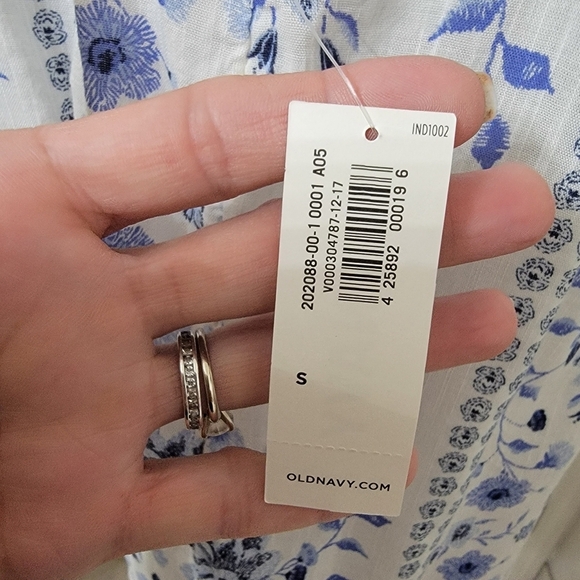 IND1002
202088-00-1 0001 A05
V000304787-12-17
4 25892 00019 6
S
OLDNAVY.COM